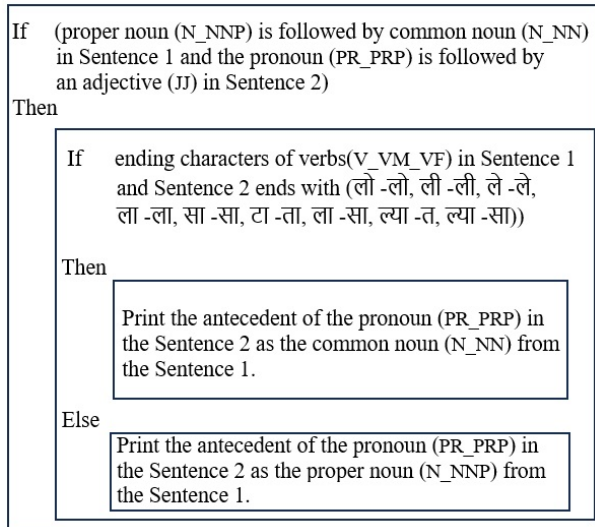 If (proper noun (N_NNP) is followed by common noun (N_NN)
in Sentence 1 and the pronoun (PR_PRP) is followed by
an adjective (JJ) in Sentence 2)
Then
If ending characters of verbs(V_VM_VF) in Sentence 1
and Sentence 2 ends with (लो -लो, ली -ली, ले -ले,
ला -ला, सा -सा, टा -ता, ला -सा, ल्या -त, ल्या -सा))
Then
Print the antecedent of the pronoun (PR_PRP) in
the Sentence 2 as the common noun (N_NN) from
the Sentence 1.
Else
Print the antecedent of the pronoun (PR_PRP) in
the Sentence 2 as the proper noun (N_NNP) from
the Sentence 1.